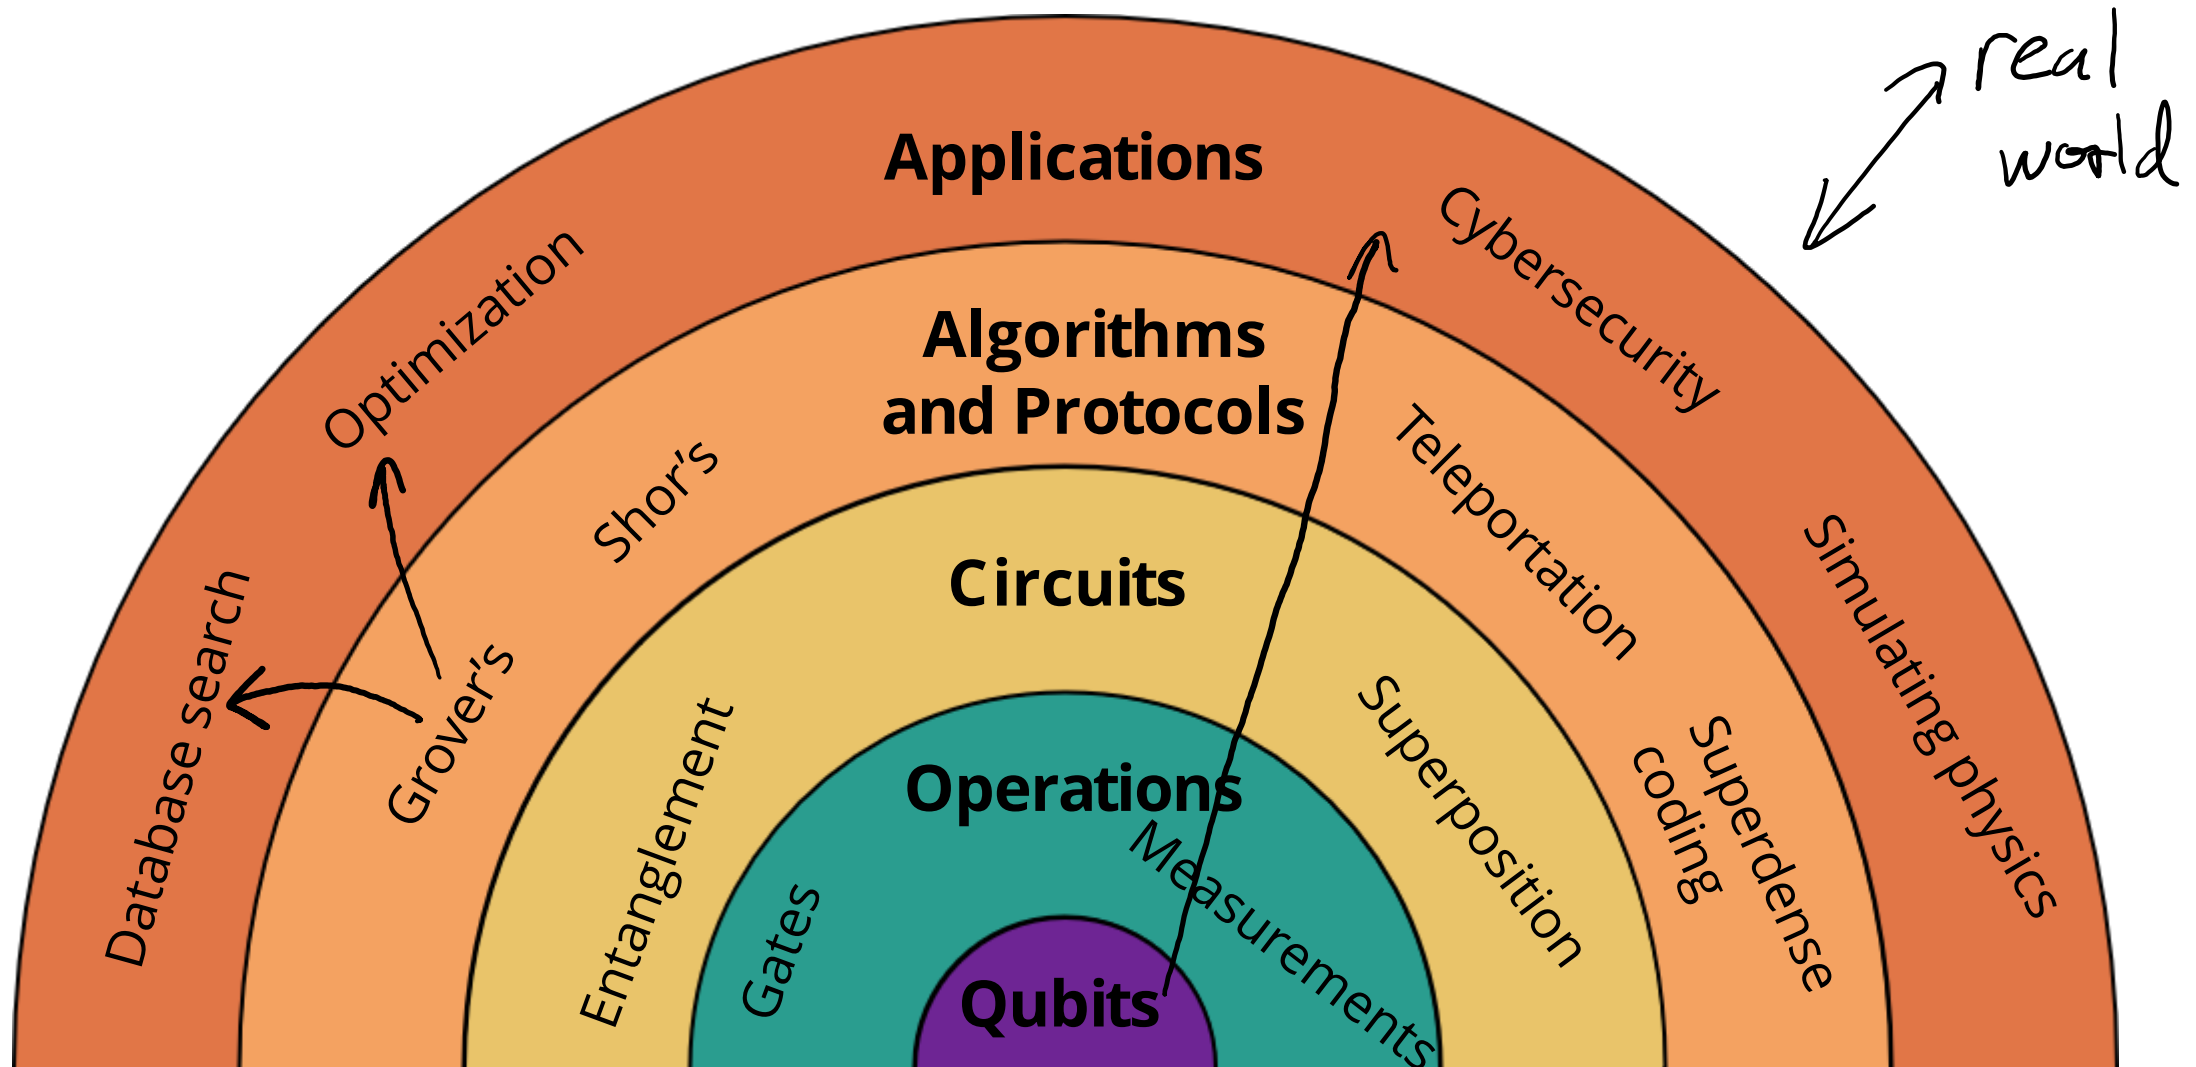 real
world
Applications
Cybersecurity
Optimization
Algorithms
and Protocols
Shor's
Teleportation
Simulating physics
Database search
Circuits
Grover's
Superposition
Superdense
coding
Entanglement
Operations
Measurements
Gates
Qubits